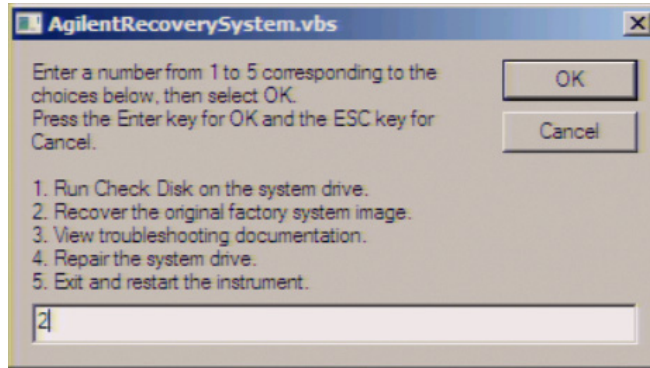 AgilentRecoverySystem.vbs
Enter a number from 1 to 5 corresponding to the
choices below, then select OK.
Press the Enter key for OK and the ESC key for
Cancel.
OK
Cancel
1. Run Check Disk on the system drive.
2. Recover the original factory system image.
3. View troubleshooting documentation.
4. Repair the system drive.
5. Exit and restart the instrument.
2